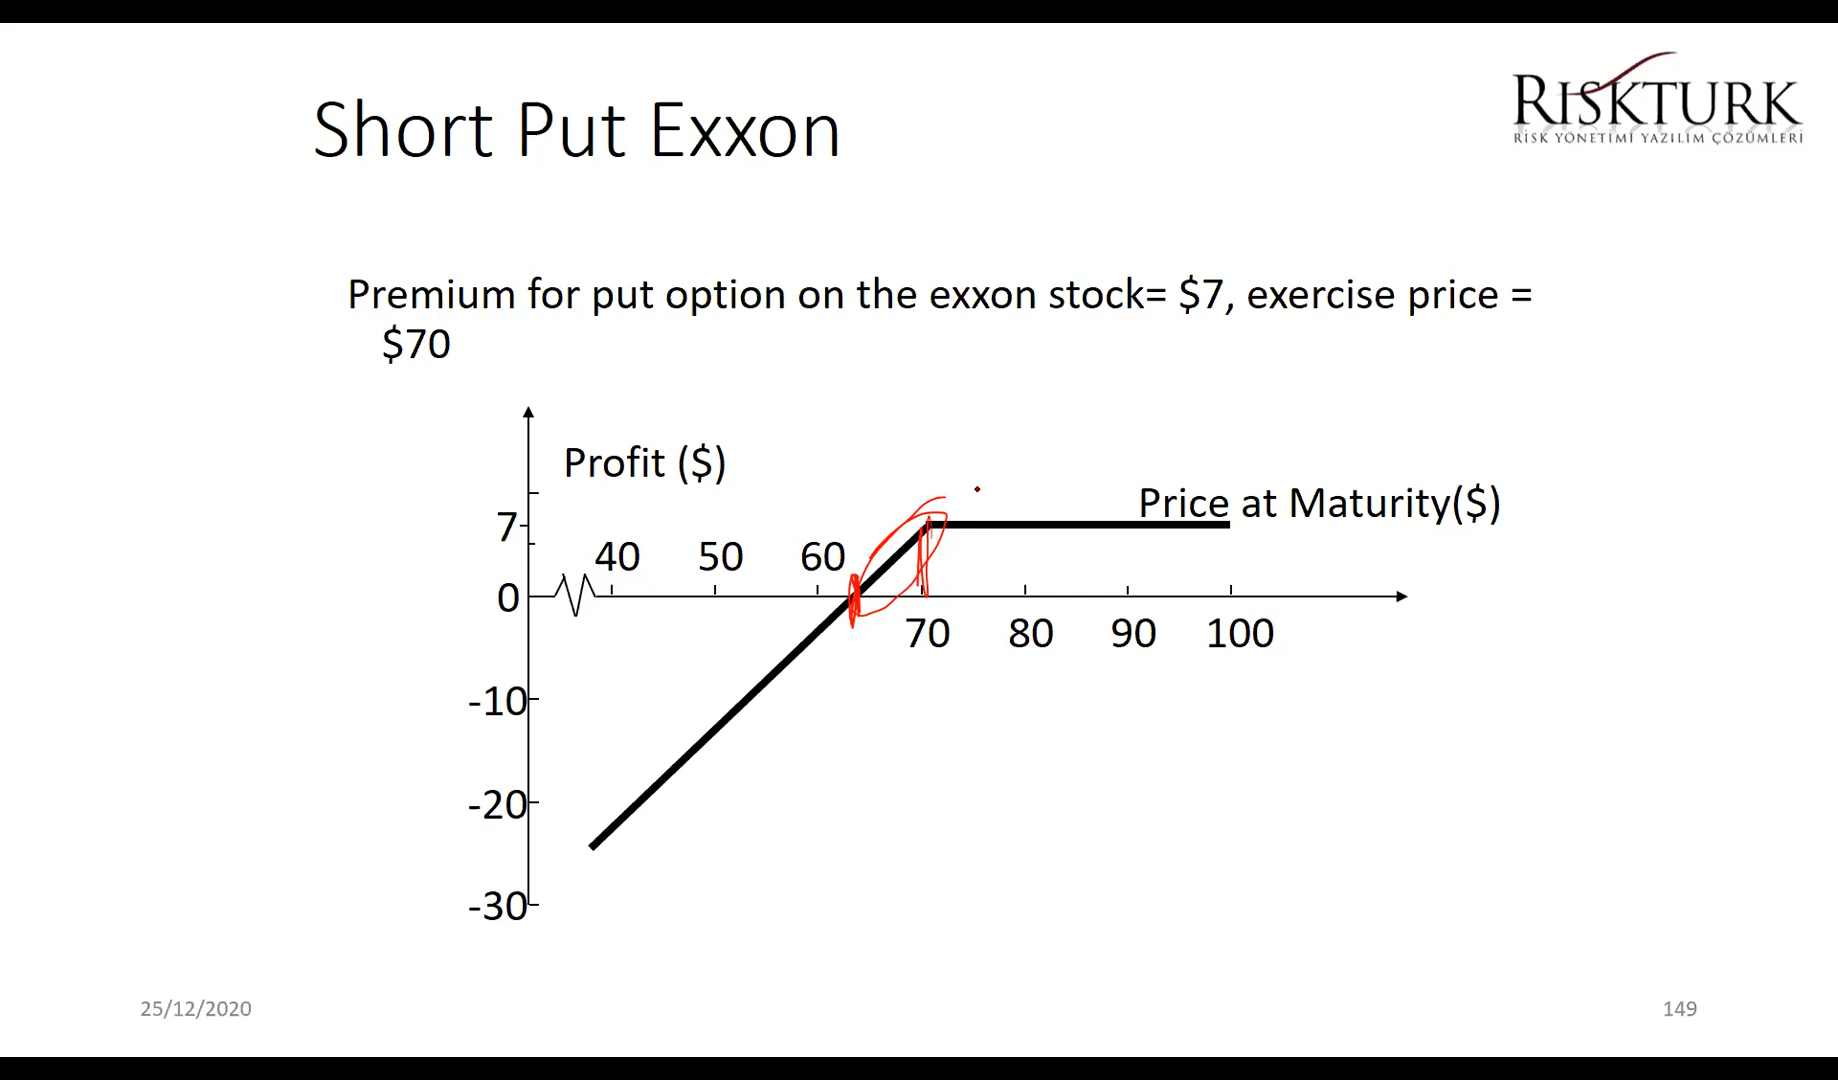 Short Put Exxon
RISKTURK
RİSK YÖNETİMİ YAZILIM ÇÖZÜMLERİ
Premium for put option on the exxon stock= $7, exercise price =
$70
Profit ($)
Price at Maturity($)
7
40 50 60
0
70 80 90 100
-10
-20
-30
25/12/2020
149